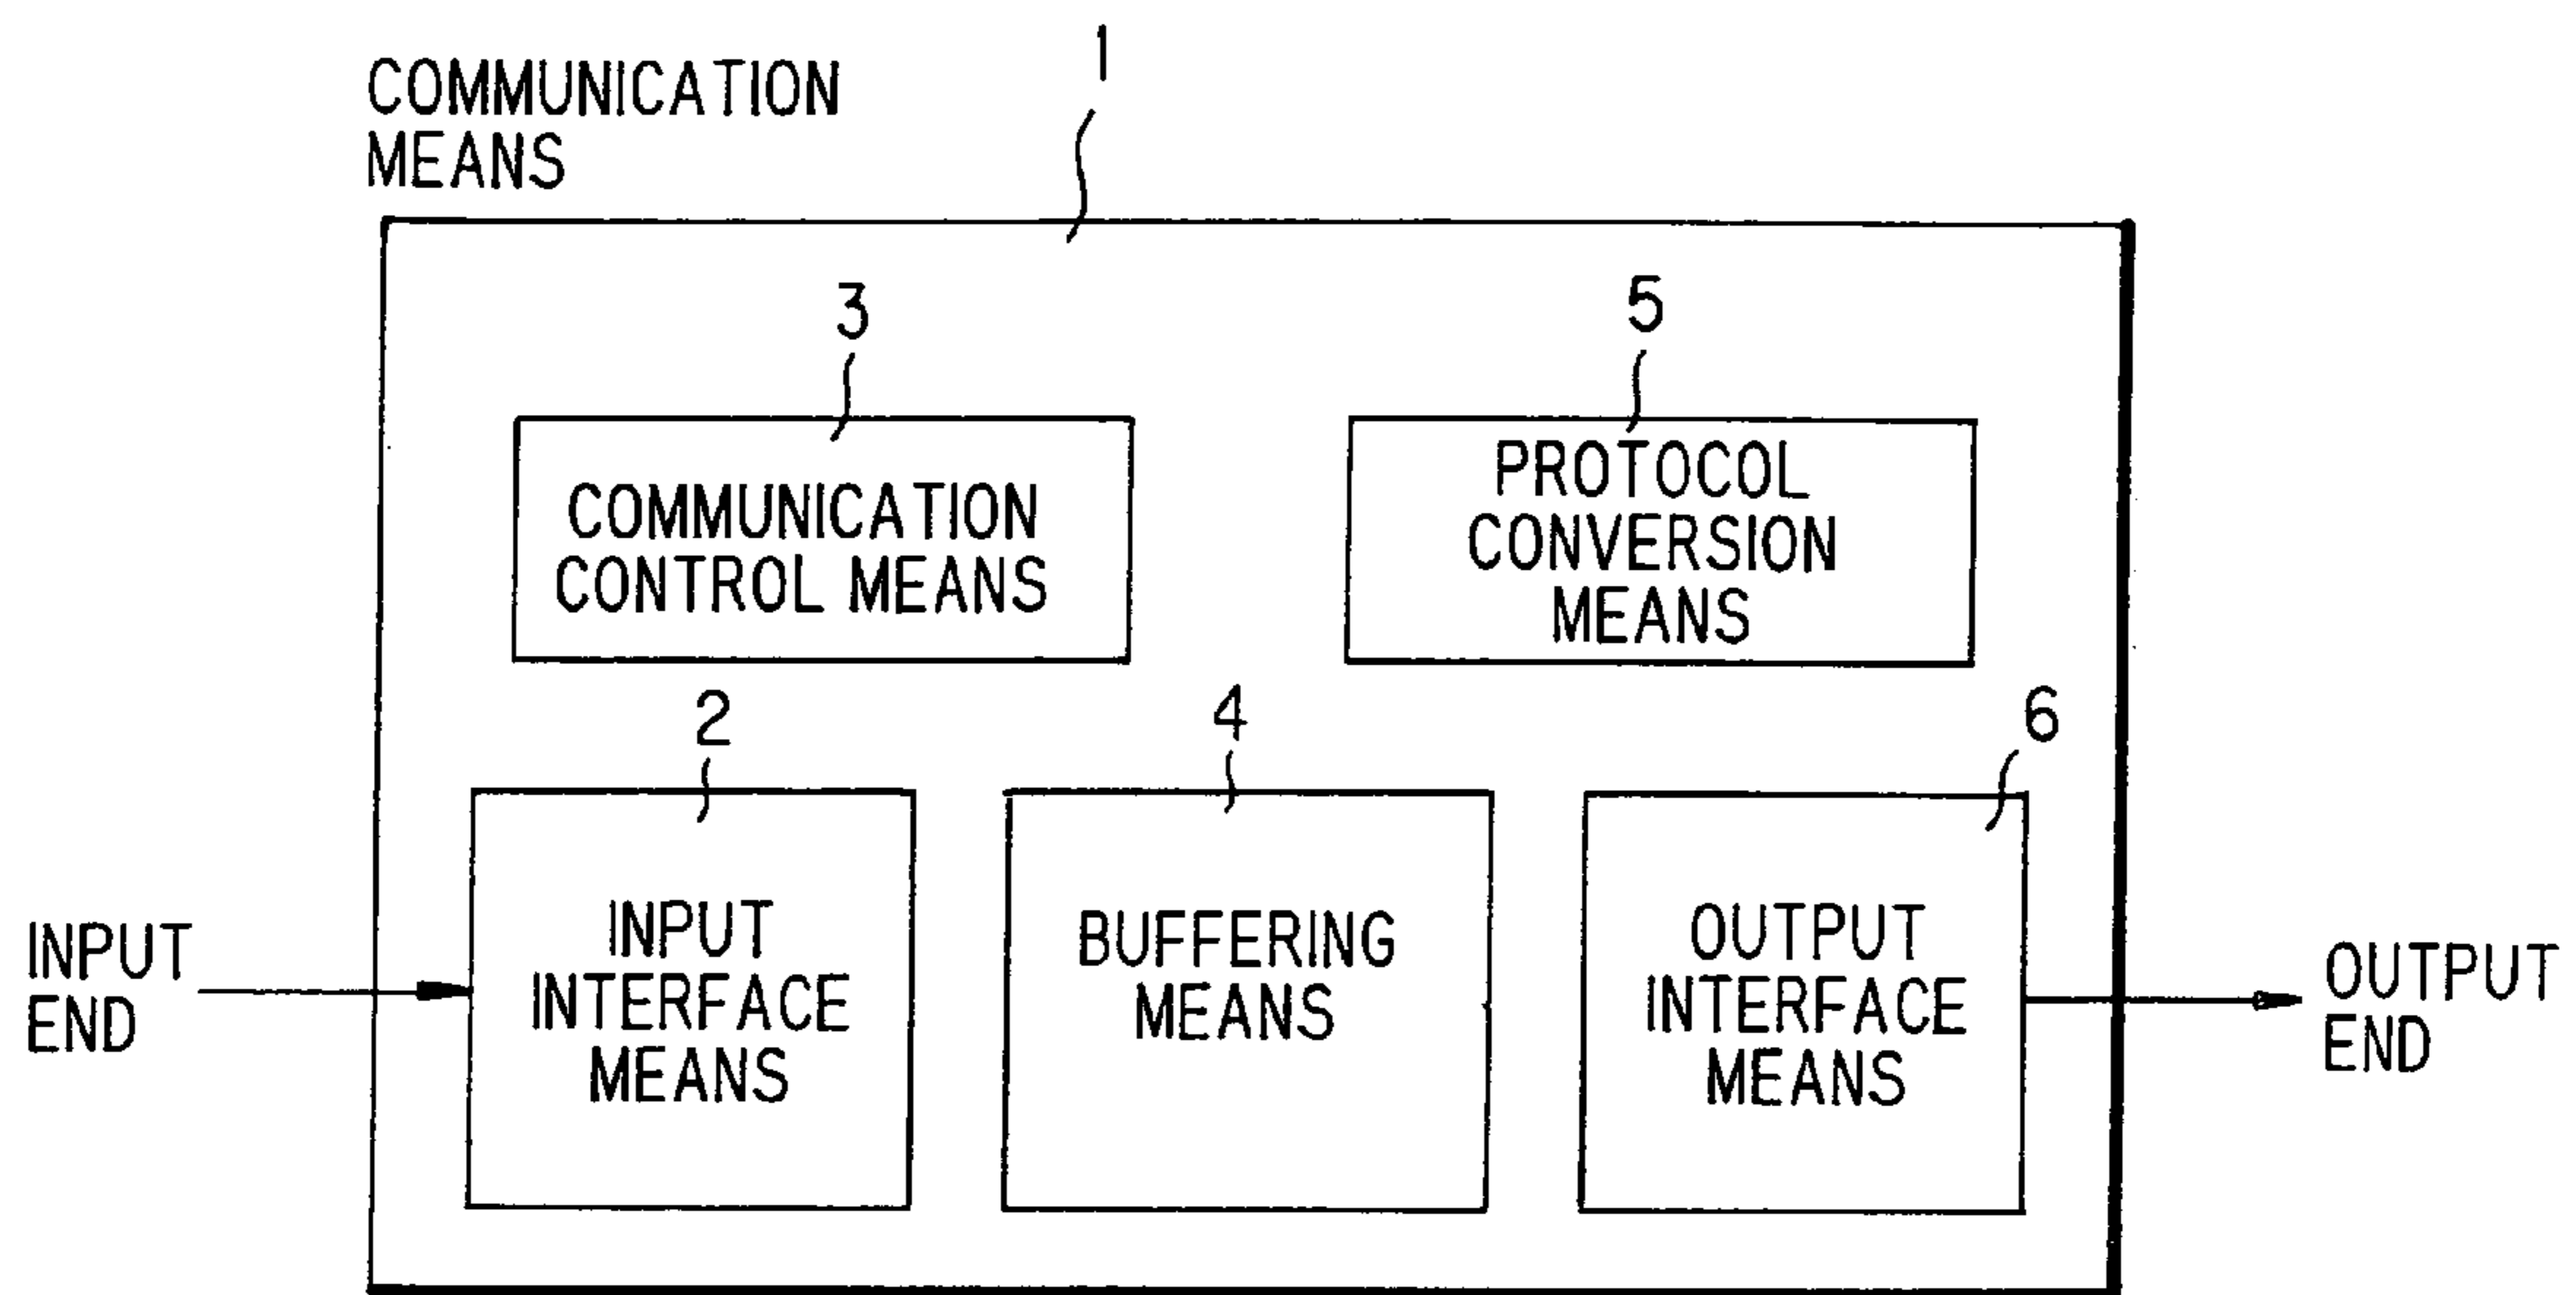 1
COMMUNICATION
MEANS
3
5
COMMUNICATION
CONTROL MEANS
PROTOCOL
CONVERSION
MEANS
2
4
6
INPUT
END
INPUT
INTERFACE
MEANS
BUFFERING
MEANS
OUTPUT
INTERFACE
MEANS
OUTPUT
END